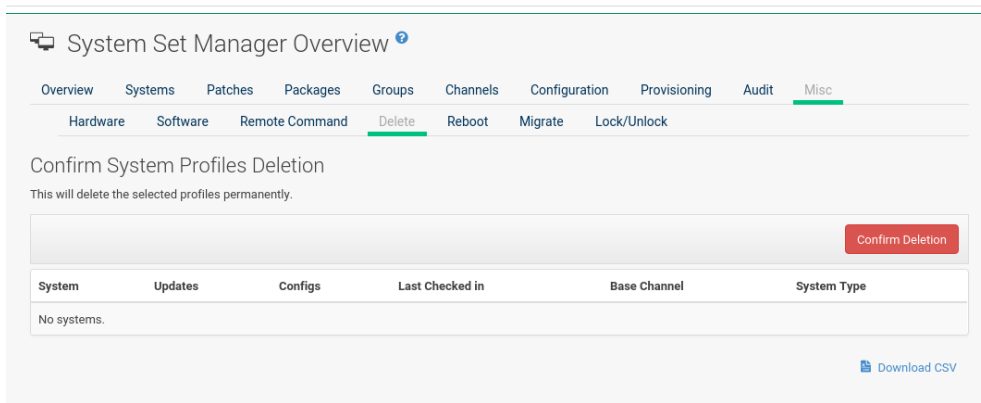 System Set Manager Overview ?
Overview Systems Patches Packages Groups Channels Configuration Provisioning Audit Misc
Hardware Software Remote Command Delete Reboot Migrate Lock/Unlock
Confirm System Profiles Deletion
This will delete the selected profiles permanently.
Confirm Deletion
System Updates Configs Last Checked in Base Channel System Type
No systems.
Download CSV